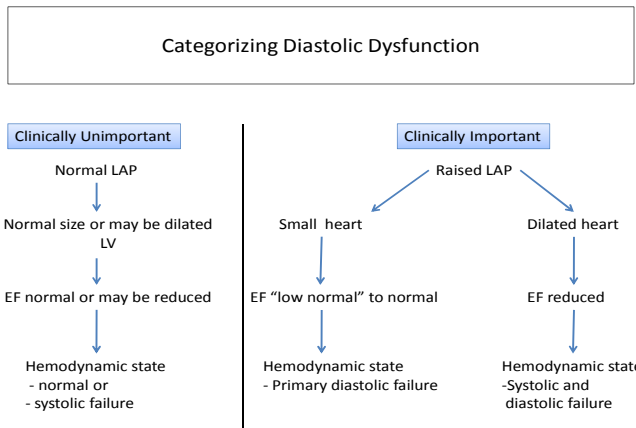 Categorizing Diastolic Dysfunction
Clinically Unimportant
Normal LAP
Normal size or may be dilated
LV
EF normal or may be reduced
Hemodynamic state
- normal or
- systolic failure
Clinically Important
Raised LAP
Small heart
EF “low normal” to normal
Hemodynamic state
- Primary diastolic failure
Dilated heart
EF reduced
Hemodynamic state
-Systolic and
diastolic failure